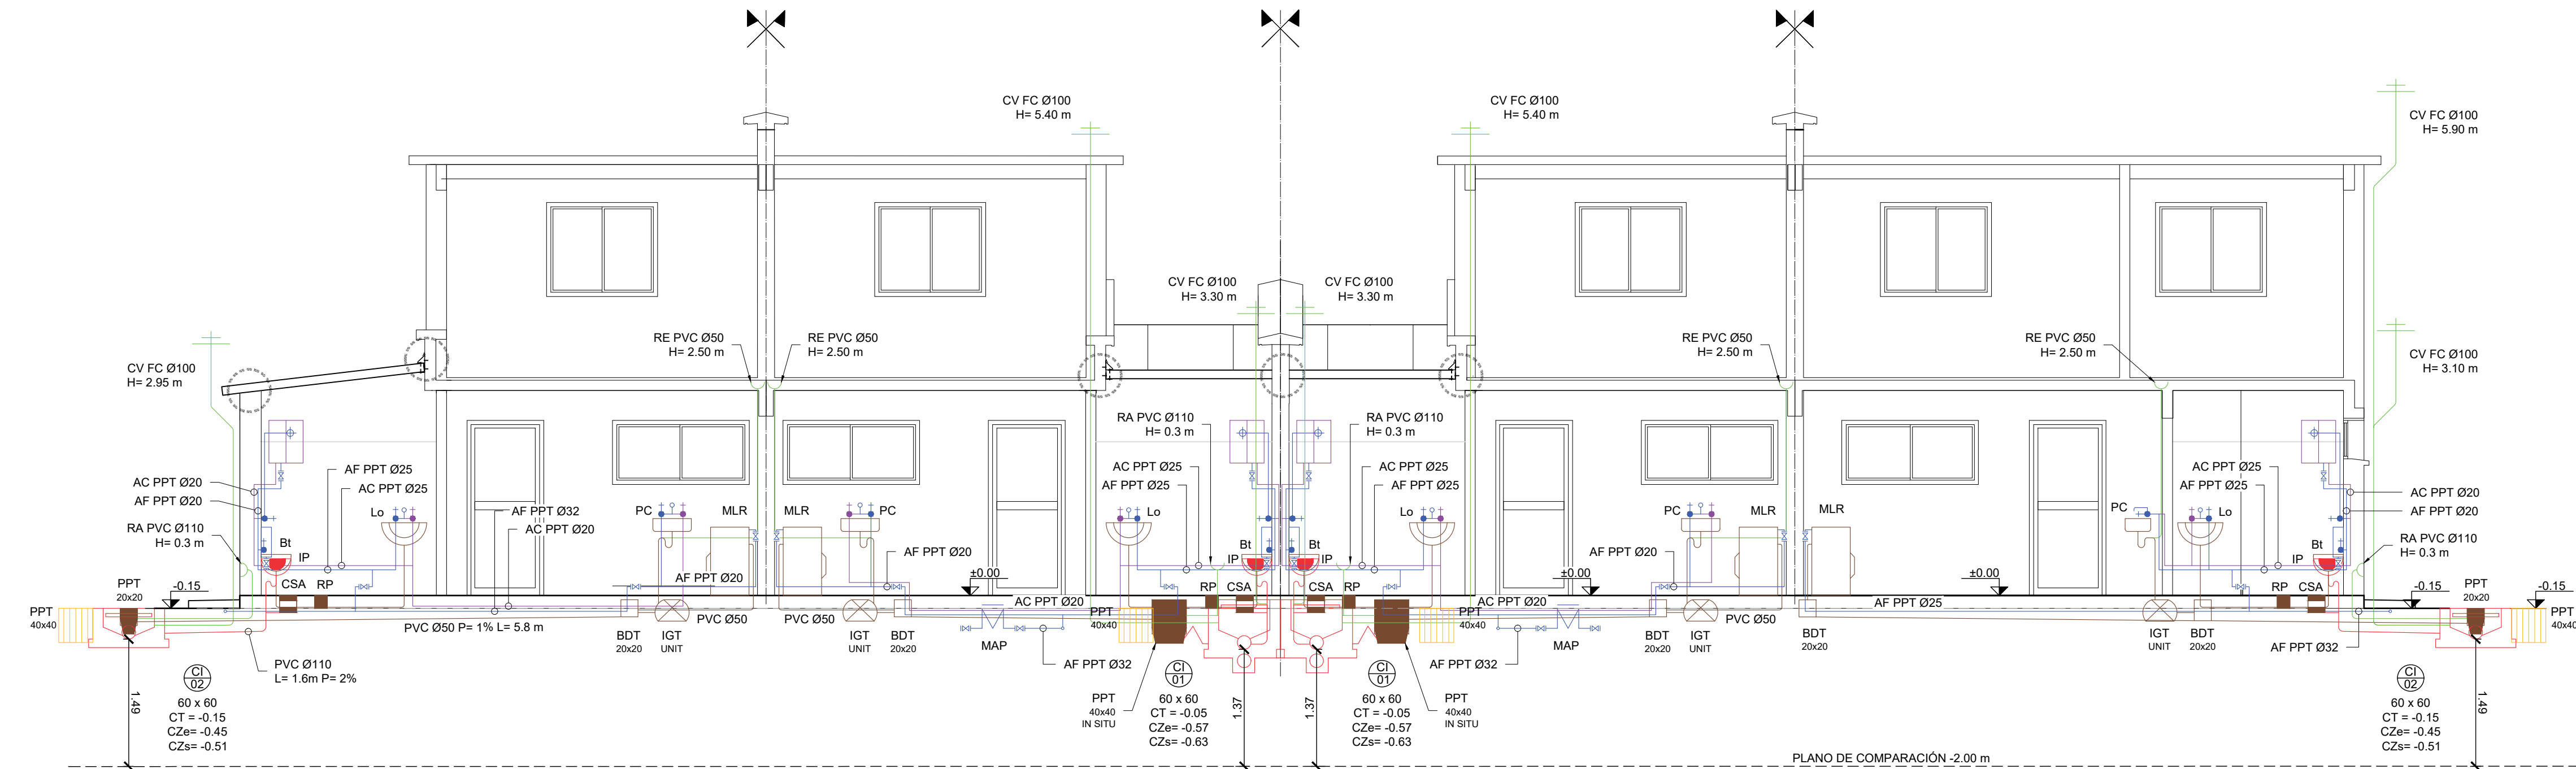 CV FC Ø100
H= 5.40 m
CV FC Ø100
H= 5.40 m
CV FC Ø100
H= 5.90 m
CV FC Ø100
H= 3.30 m
CV FC Ø100
H= 3.30 m
RE PVC Ø50
H= 2.50 m
RE PVC Ø50
H= 2.50 m
RE PVC Ø50
H= 2.50 m
RE PVC Ø50
H= 2.50 m
CV FC Ø100
H= 2.95 m
CV FC Ø100
H= 3.10 m
RA PVC Ø110
H= 0.3 m
RA PVC Ø110
H= 0.3 m
AF PPT Ø25
AC PPT Ø25
AC PPT Ø20
AF PPT Ø20
RA PVC Ø110
H= 0.3 m
Lo
Bt
IP
CSA
RP
PPT
20x20
-0.15
PPT
40x40
AF PPT Ø32
AC PPT Ø20
PC
MLR
MLR
PC
AF PPT Ø20
AF PPT Ø20
±0.00
PVC Ø50 P= 1% L= 5.8 m
BDT
20x20
IGT
UNIT
PVC Ø50
PVC Ø50
IGT
UNIT
BDT
20x20
MAP
AF PPT Ø32
AC PPT Ø20
PPT
40x40
PVC Ø110
L= 1.6m P= 2%
CI
02
60 x 60
CT = -0.15
CZe= -0.45
CZs= -0.51
1.49
AC PPT Ø25
AF PPT Ø25
Lo
Bt
IP
RP
CSA
PPT
40x40
IN SITU
CI
01
60 x 60
CT = -0.05
CZe= -0.57
CZs= -0.63
1.37
1.37
AC PPT Ø25
AF PPT Ø25
Lo
Bt
IP
CSA
RP
CI
01
60 x 60
CT = -0.05
CZe= -0.57
CZs= -0.63
PPT
40x40
IN SITU
AC PPT Ø20
PPT
40x40
AF PPT Ø32
MAP
±0.00
AF PPT Ø20
PC
MLR
MLR
BDT
20x20
IGT
UNIT
PVC Ø50
BDT
20x20
AF PPT Ø25
±0.00
PC
AC PPT Ø25
AF PPT Ø25
Lo
Bt
IP
RP
CSA
IGT
UNIT
BDT
20x20
AF PPT Ø32
AC PPT Ø20
AF PPT Ø20
RA PVC Ø110
H= 0.3 m
-0.15
PPT
20x20
-0.15
PPT
40x40
CI
02
60 x 60
CT = -0.15
CZe= -0.45
CZs= -0.51
1.49
PLANO DE COMPARACIÓN -2.00 m